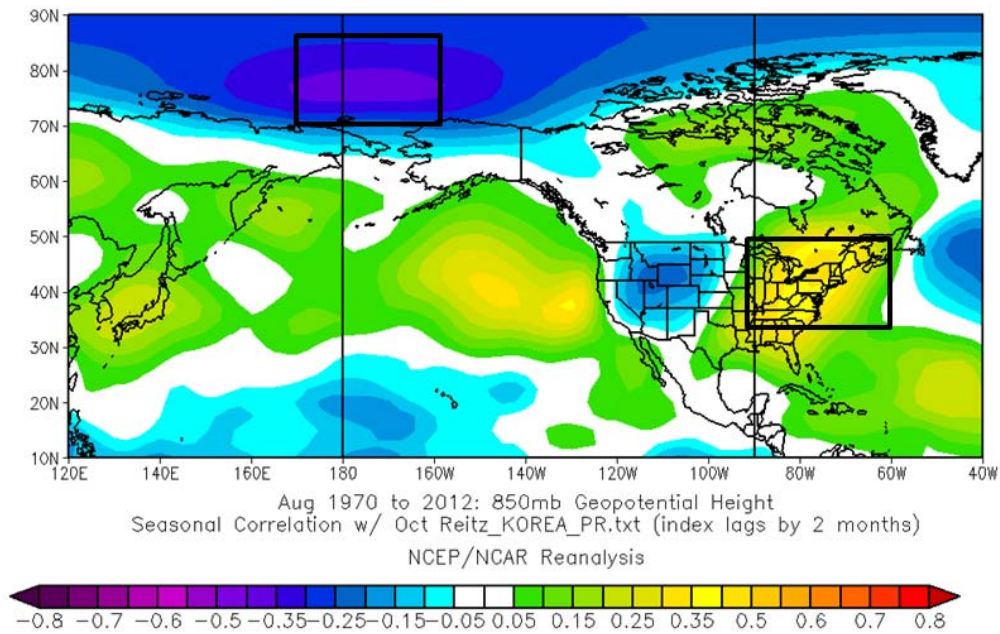 90N
80N
70N
60N
50N
40N
30N
20N
10N
120E 140E 160E 180 160W 140W 120W 100W 80W 60W 40W
Aug 1970 to 2012: 850mb Geopotential Height
Seasonal Correlation w/ Oct Reitz_KOREA_PR.txt (index lags by 2 months)
NCEP/NCAR Reanalysis
-0.8 -0.7 -0.6 -0.5 -0.35 -0.25 -0.15 -0.05 0.05 0.15 0.25 0.35 0.5 0.6 0.7 0.8